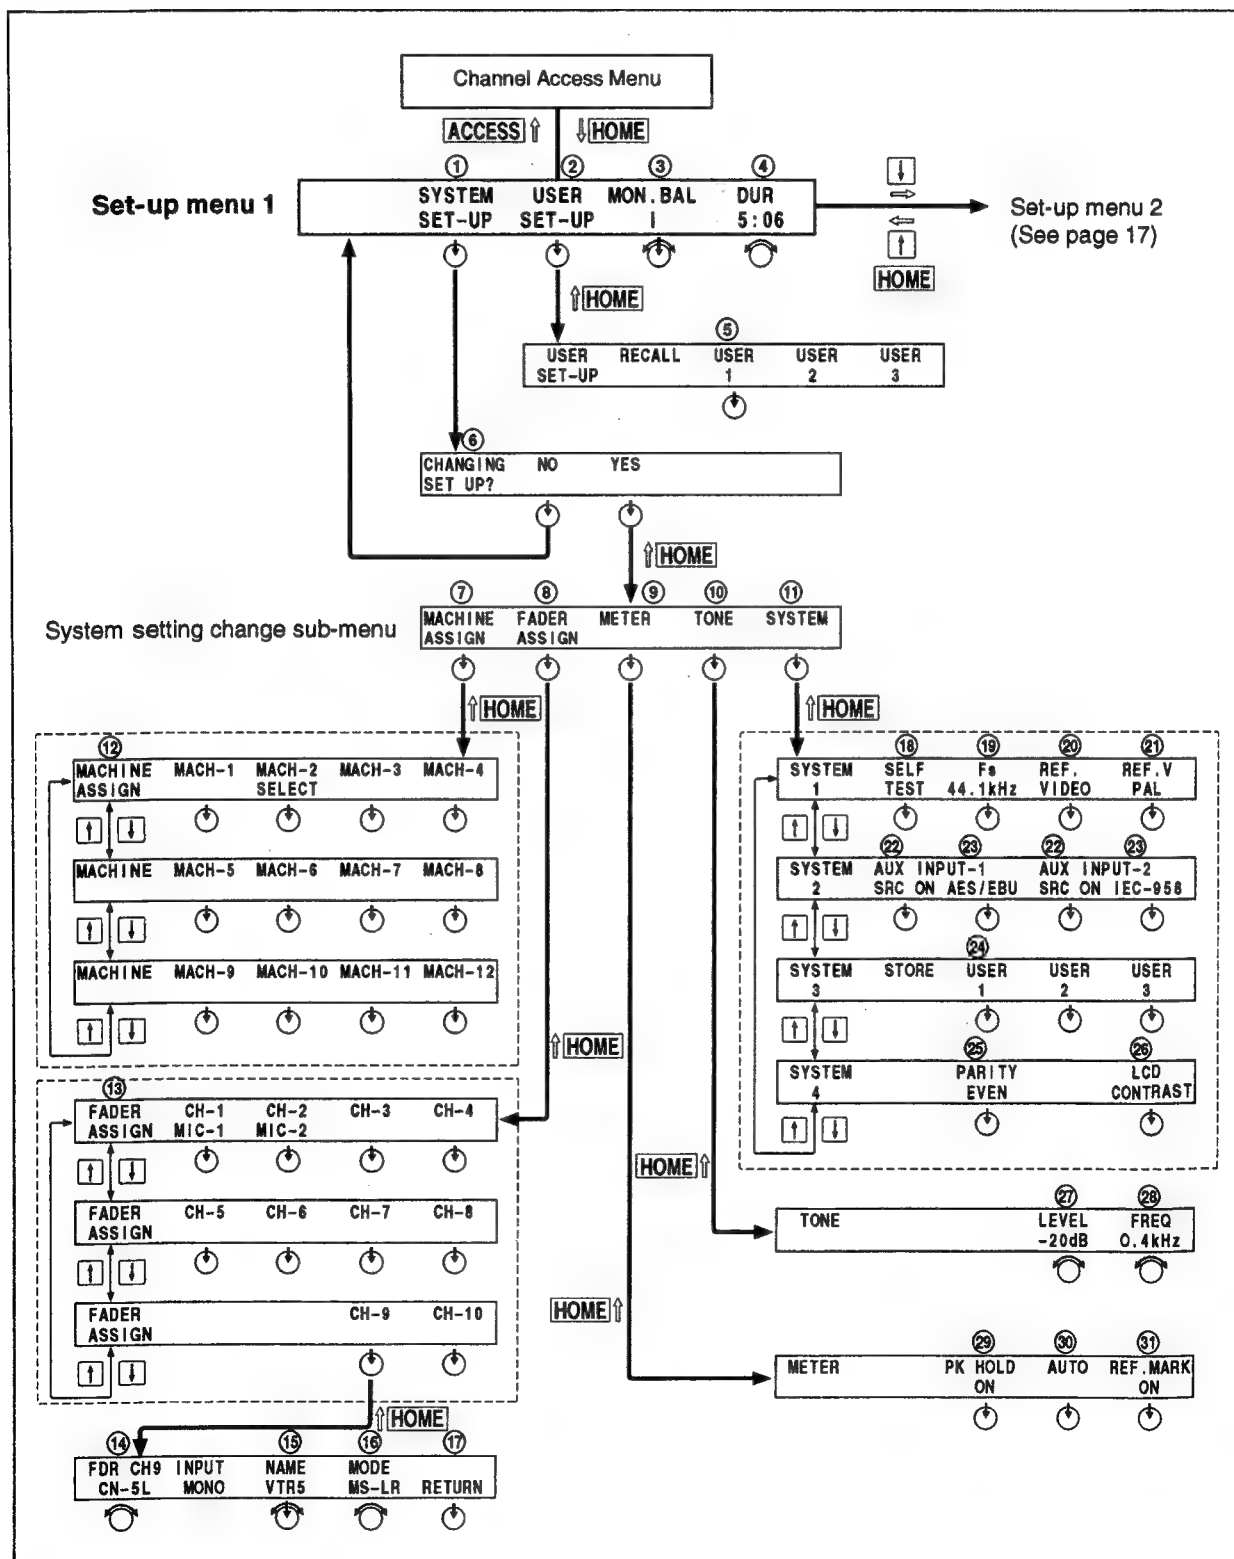 Channel Access Menu
ACCESS ⇧ ⇩ HOME
① ② ③ ④
Set-up menu 1
SYSTEM USER MON.BAL DUR
SET-UP SET-UP I 5:06
↓
⇨
⇦
↑
HOME
Set-up menu 2
(See page 17)
⇧ HOME
⑤
USER RECALL USER USER USER
SET-UP 1 2 3
⑥
CHANGING NO YES
SET UP?
⇧ HOME
⑦ ⑧ ⑨ ⑩ ⑪
System setting change sub-menu
MACHINE FADER METER TONE SYSTEM
ASSIGN ASSIGN
⇧ HOME
⑫
MACHINE MACH-1 MACH-2 MACH-3 MACH-4
ASSIGN SELECT
↑ ↓
MACHINE MACH-5 MACH-6 MACH-7 MACH-8
↑ ↓
MACHINE MACH-9 MACH-10 MACH-11 MACH-12
↑ ↓
⇧ HOME
⑬
FADER CH-1 CH-2 CH-3 CH-4
ASSIGN MIC-1 MIC-2
↑ ↓
FADER CH-5 CH-6 CH-7 CH-8
ASSIGN
↑ ↓
FADER CH-9 CH-10
ASSIGN
↑ ↓
⇧ HOME
⑭ ⑮ ⑯ ⑰
FDR CH9 INPUT NAME MODE
CN-5L MONO VTR5 MS-LR RETURN
⇧ HOME
⑱ ⑲ ⑳ ㉑
SYSTEM SELF Fs REF. REF.V
1 TEST 44.1kHz VIDEO PAL
↑ ↓
㉒ ㉓ ㉒ ㉓
SYSTEM AUX INPUT-1 AUX INPUT-2
2 SRC ON AES/EBU SRC ON IEC-958
↑ ↓
㉔
SYSTEM STORE USER USER USER
3 1 2 3
↑ ↓
㉕ ㉖
SYSTEM PARITY LCD
4 EVEN CONTRAST
↑ ↓
HOME ⇧
㉗ ㉘
TONE LEVEL FREQ
-20dB 0.4kHz
HOME ⇧
㉙ ㉚ ㉛
METER PK HOLD AUTO REF.MARK
ON ON